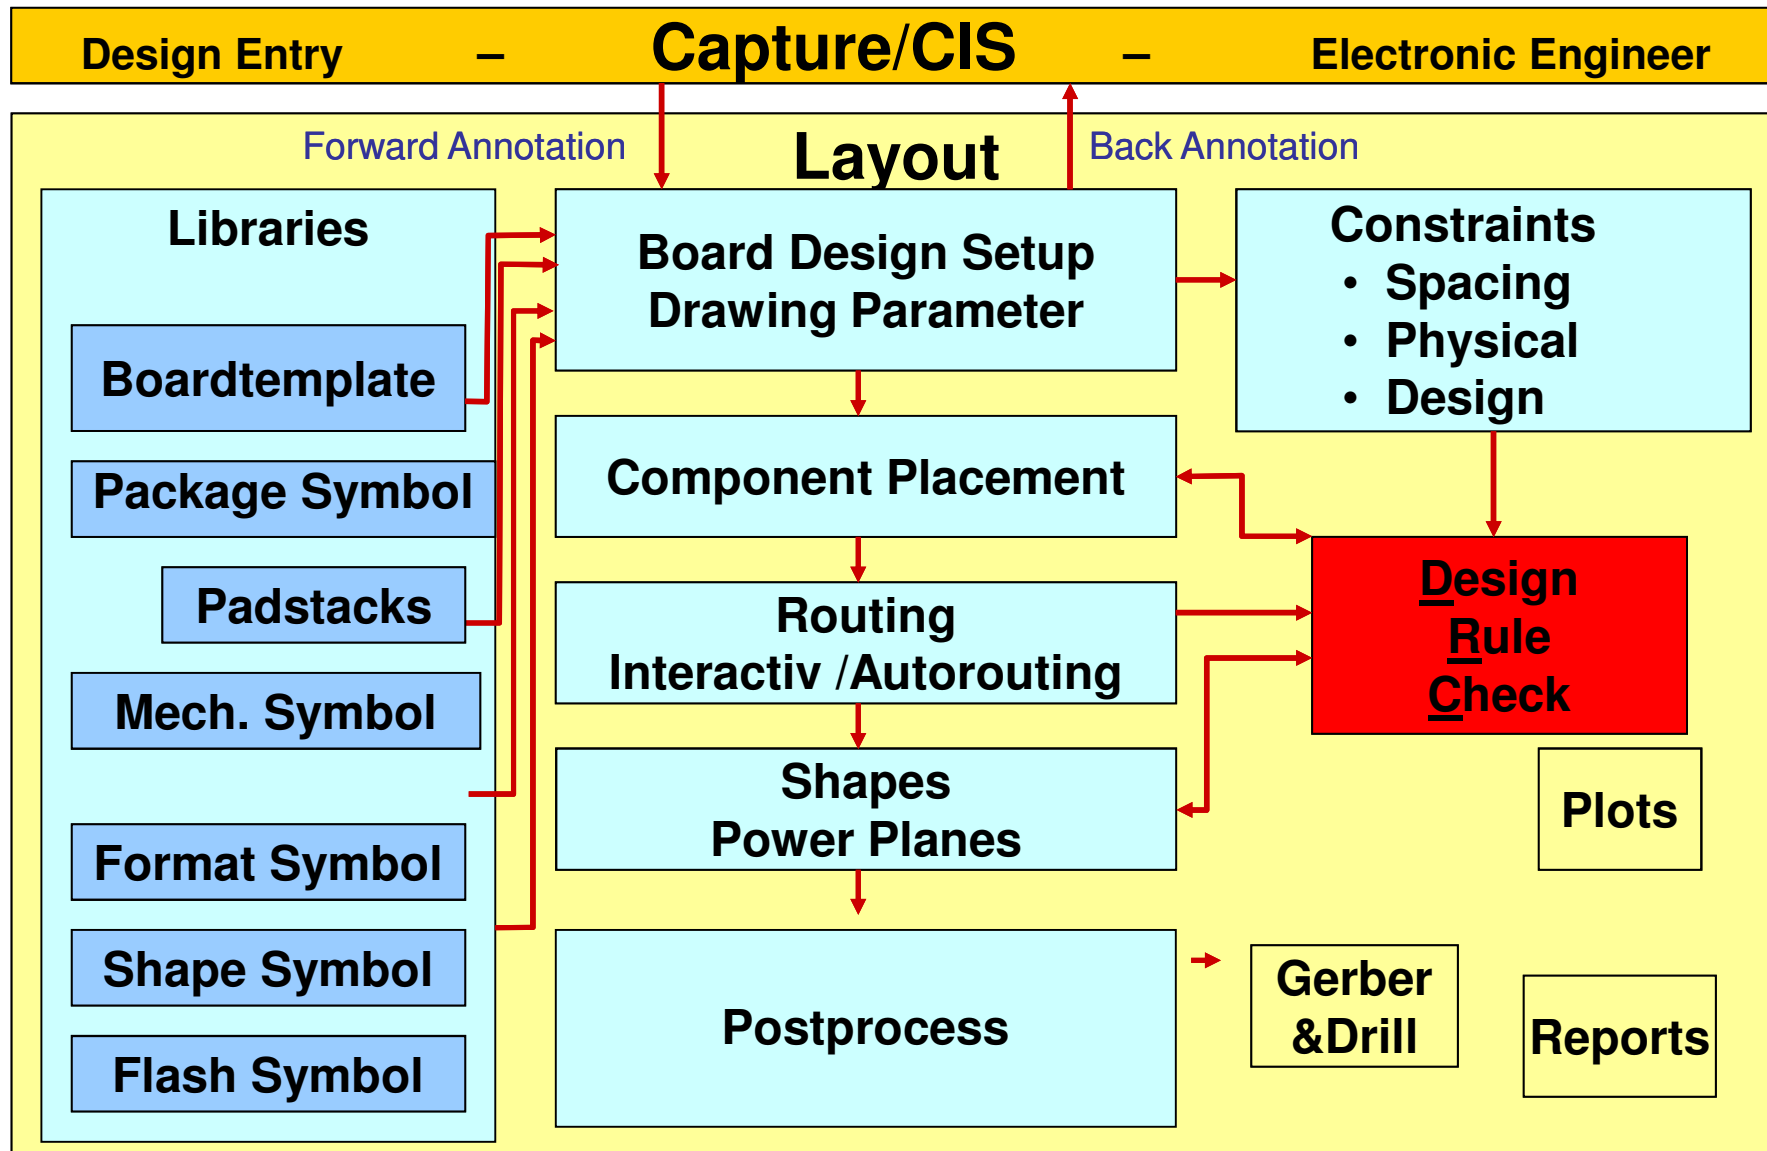 Design Entry – Capture/CIS – Electronic Engineer
Forward Annotation
Layout
Back Annotation
Libraries
Boardtemplate
Package Symbol
Padstacks
Mech. Symbol
Format Symbol
Shape Symbol
Flash Symbol
Board Design Setup
Drawing Parameter
Component Placement
Routing
Interactiv /Autorouting
Shapes
Power Planes
Postprocess
Constraints
• Spacing
• Physical
• Design
Design
Rule
Check
Plots
Gerber
&Drill
Reports